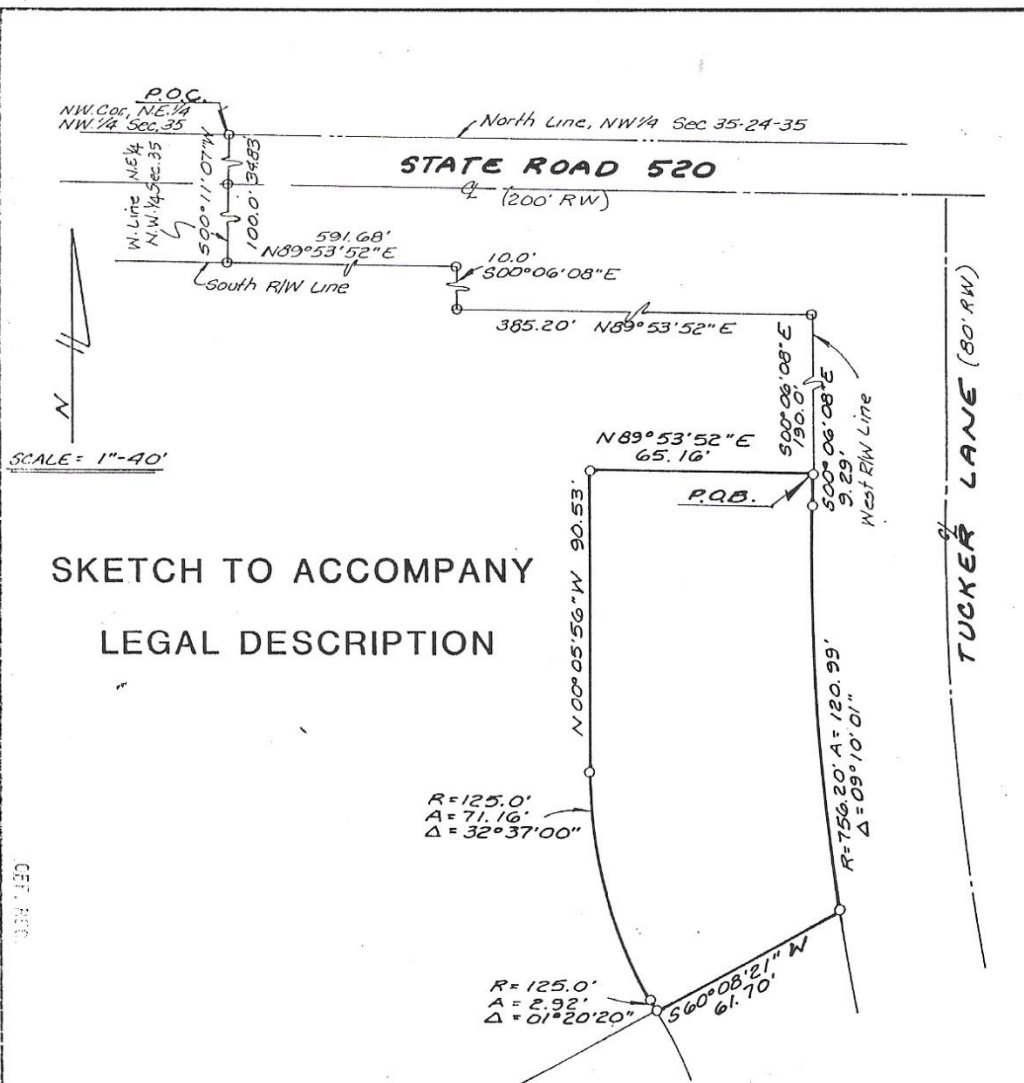 P.O.C.
NW. Cor, N.E.1/4
NW.1/4 Sec. 35
North Line, NW1/4 Sec 35-24-35
STATE ROAD 520
(200' RW)
W. Line N.E1/4
N.W.1/4 Sec. 35
S00°11'07"W
100.0'
34.83
591.68'
N89°53'52"E
South R/W Line
10.0'
S00°06'08"E
385.20' N89°53'52"E
S00°06'08"E
190.0'
S00°06'08"E
9.29'
West R/W Line
N
SCALE = 1"-40'
N89°53'52"E
65.16'
P.O.B.
TUCKER LANE (80' RW)
SKETCH TO ACCOMPANY
LEGAL DESCRIPTION
N00°05'56"W 90.53'
R=756.20' A=120.99'
Δ=09°10'01"
R=125.0'
A=71.16'
Δ=32°37'00"
R=125.0'
A=2.92'
Δ=01°20'20"
S60°08'21"W
61.70'